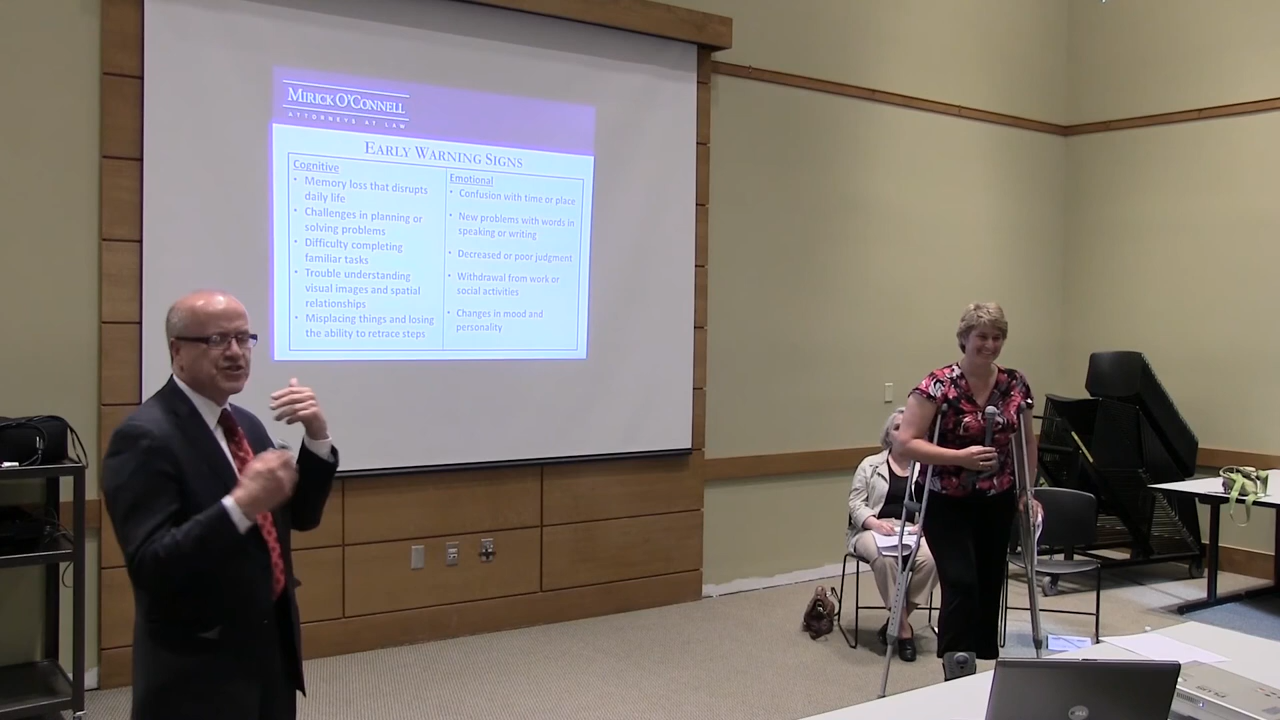 MIRICK O'CONNELL
ATTORNEYS AT LAW
EARLY WARNING SIGNS
Cognitive
• Memory loss that disrupts
daily life
• Challenges in planning or
solving problems
• Difficulty completing
familiar tasks
• Trouble understanding
visual images and spatial
relationships
• Misplacing things and losing
the ability to retrace steps
Emotional
• Confusion with time or place
• New problems with words in
speaking or writing
• Decreased or poor judgment
• Withdrawal from work or
social activities
• Changes in mood and
personality
DELL